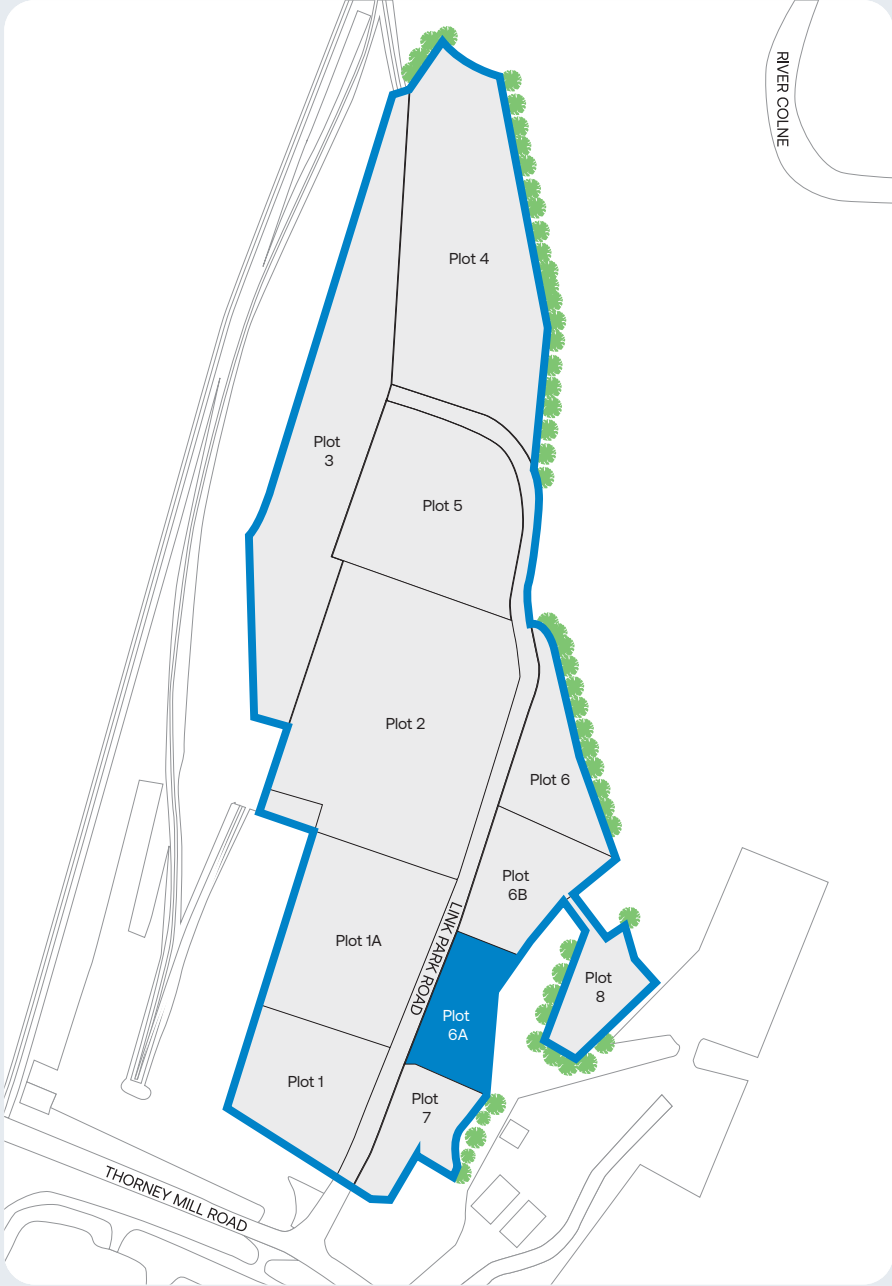 RIVER COLNE
Plot 4
Plot
3
Plot 5
Plot 2
Plot 6
Plot
6B
Plot 1A
LINK PARK ROAD
Plot
8
Plot
6A
Plot 1
Plot
7
THORNEY MILL ROAD